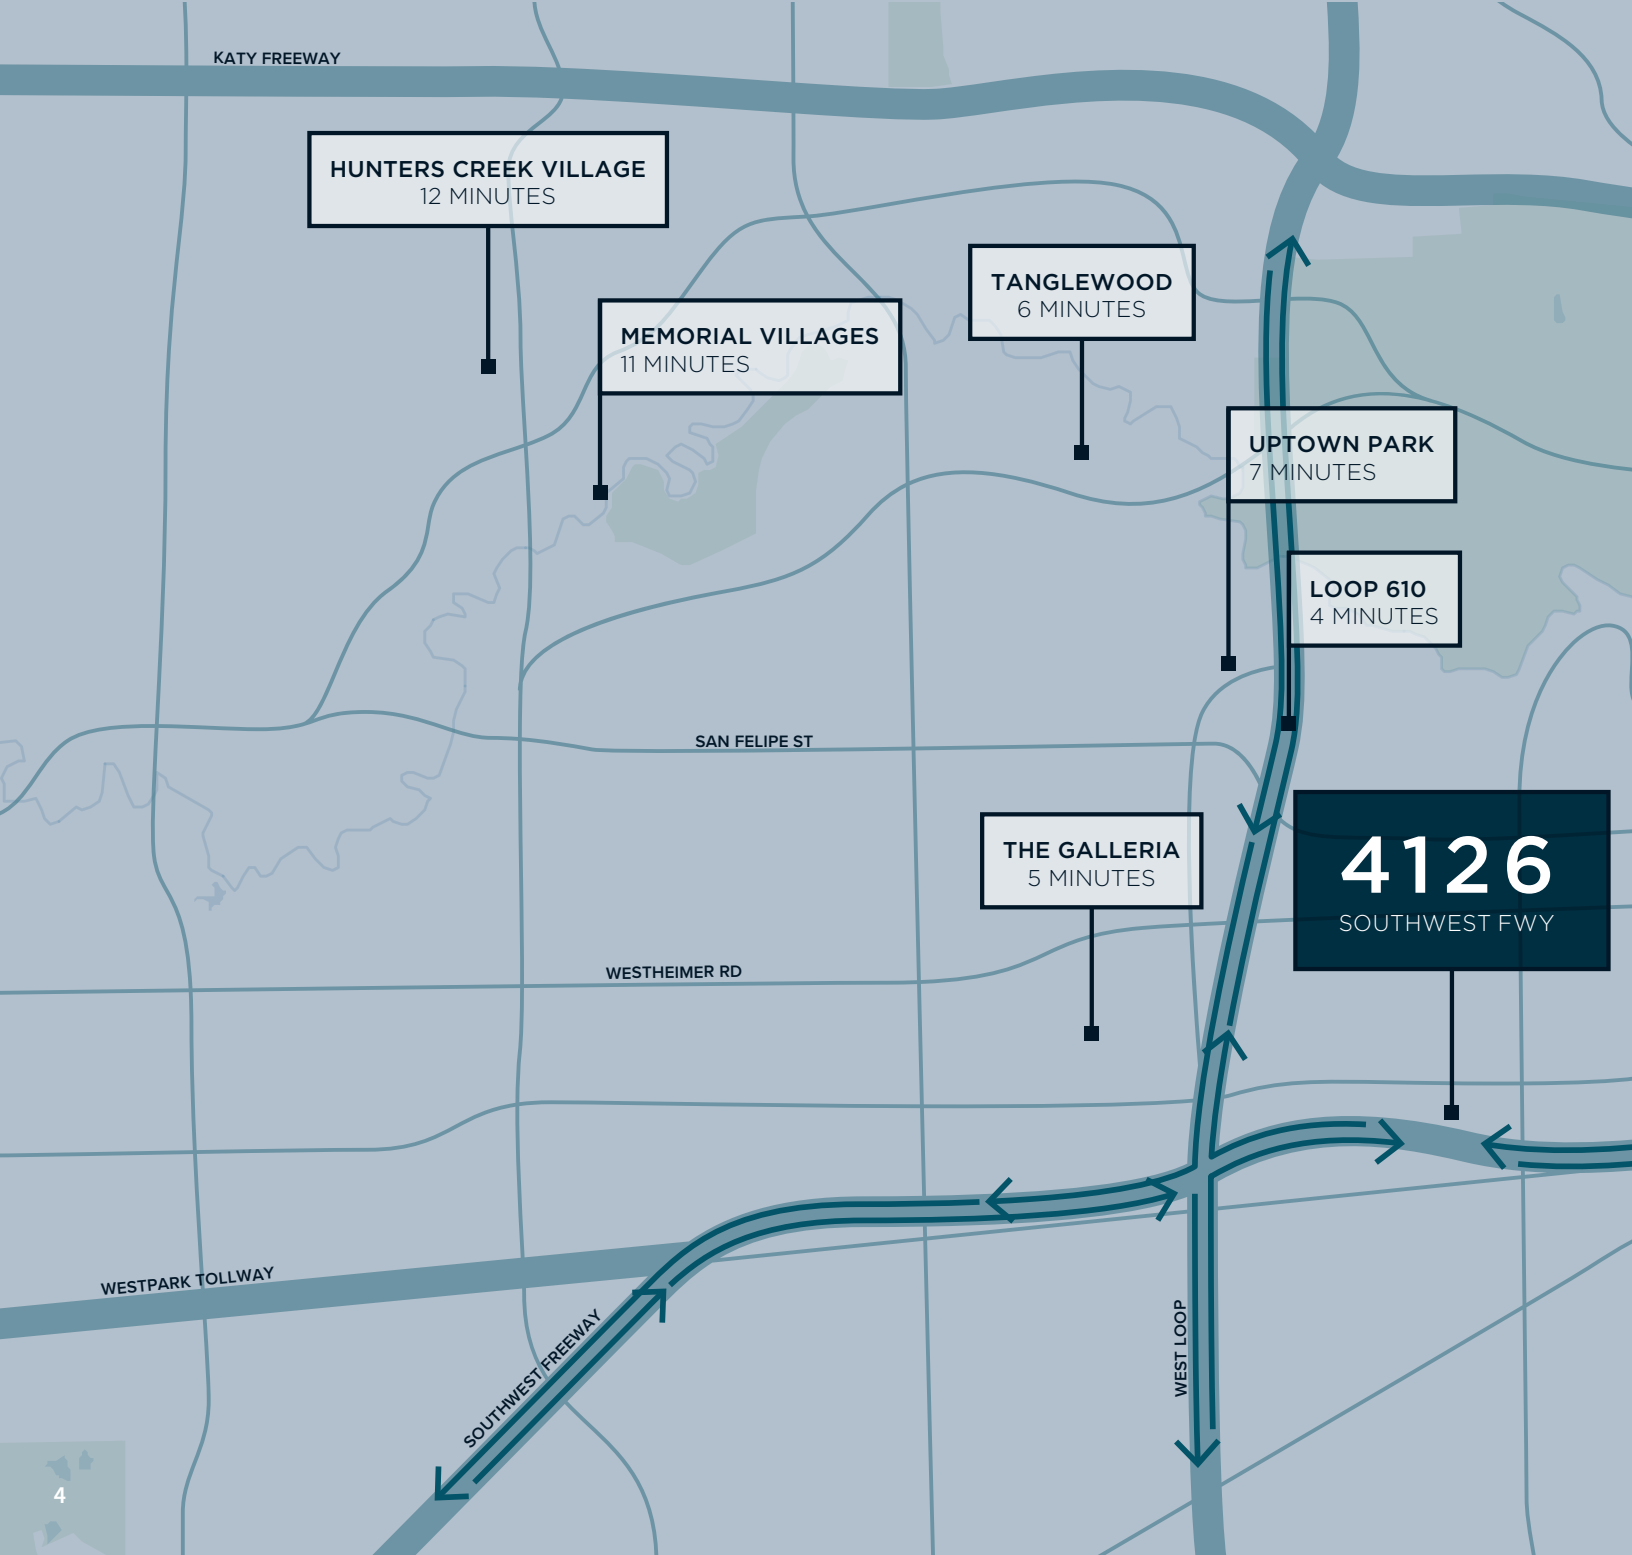 KATY FREEWAY
HUNTERS CREEK VILLAGE
12 MINUTES
TANGLEWOOD
6 MINUTES
MEMORIAL VILLAGES
11 MINUTES
UPTOWN PARK
7 MINUTES
LOOP 610
4 MINUTES
SAN FELIPE ST
THE GALLERIA
5 MINUTES
4126
SOUTHWEST FWY
WESTHEIMER RD
WESTPARK TOLLWAY
SOUTHWEST FREEWAY
WEST LOOP
4